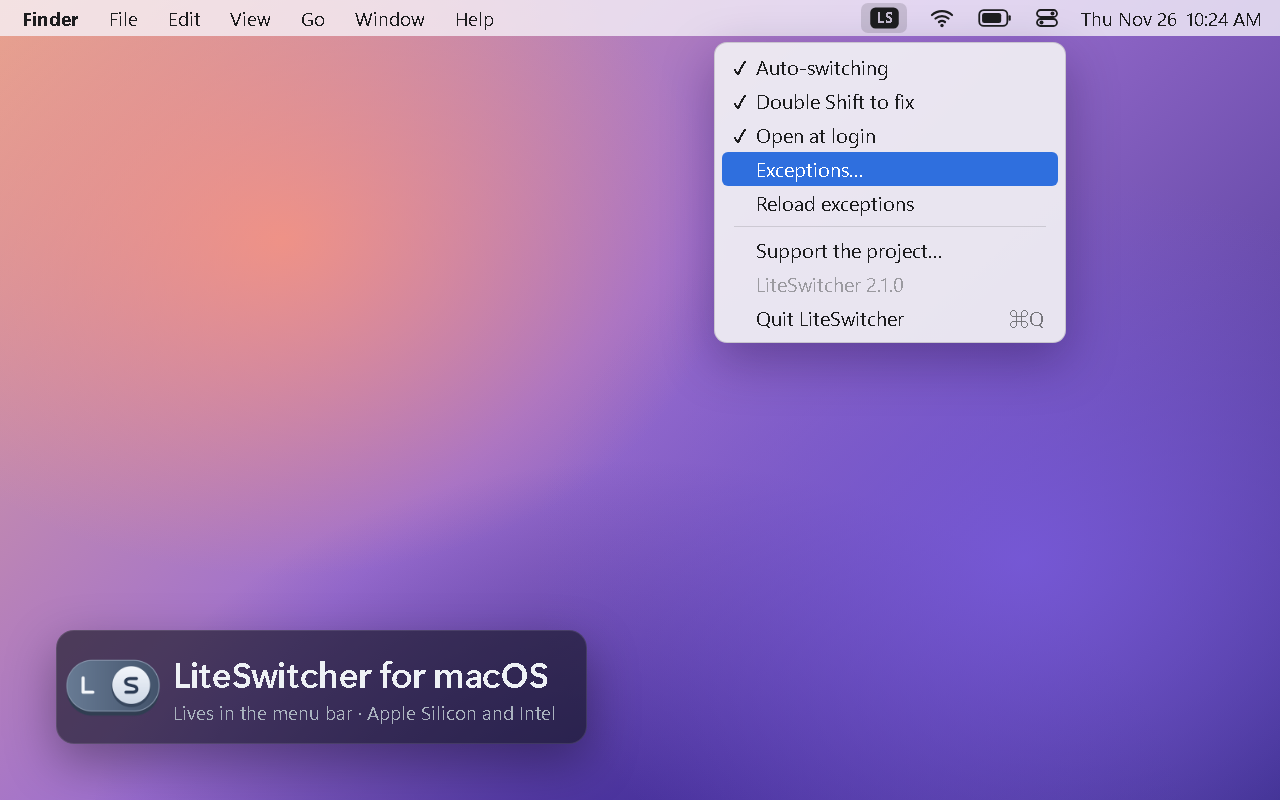 Finder File Edit View Go Window Help LS Thu Nov 26 10:24 AM
✓ Auto-switching
✓ Double Shift to fix
✓ Open at login
Exceptions...
Reload exceptions
Support the project...
LiteSwitcher 2.1.0
Quit LiteSwitcher ⌘Q
L S
LiteSwitcher for macOS
Lives in the menu bar · Apple Silicon and Intel